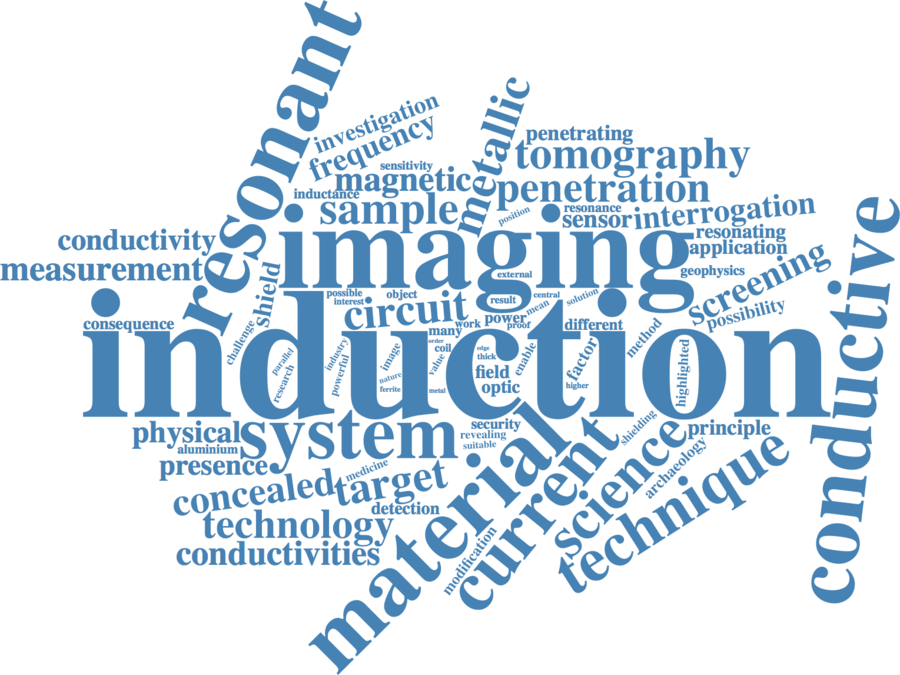 resonant
investigation
frequency
metallic
penetrating
tomography
sensitivity
magnetic
inductance
penetration
sample
position
resonance
sensor
interrogation
conductivity
resonating
application
measurement
imaging
geophysics
screening
conductive
shield
external
possible
interest
object
result
central
solution
mean
consequence
challenge
circuit
power
proof
work
many
different
possibility
induction
method
parallel
research
industry
powerful
image
nature
ferrite
order
coil
value
metal
edge
thick
field
optic
enable
factor
higher
highlighted
physical
system
aluminium
presence
security
revealing
suitable
material
current
shielding
science
principle
archaeology
technique
concealed
medicine
target
detection
technology
conductivities
modification